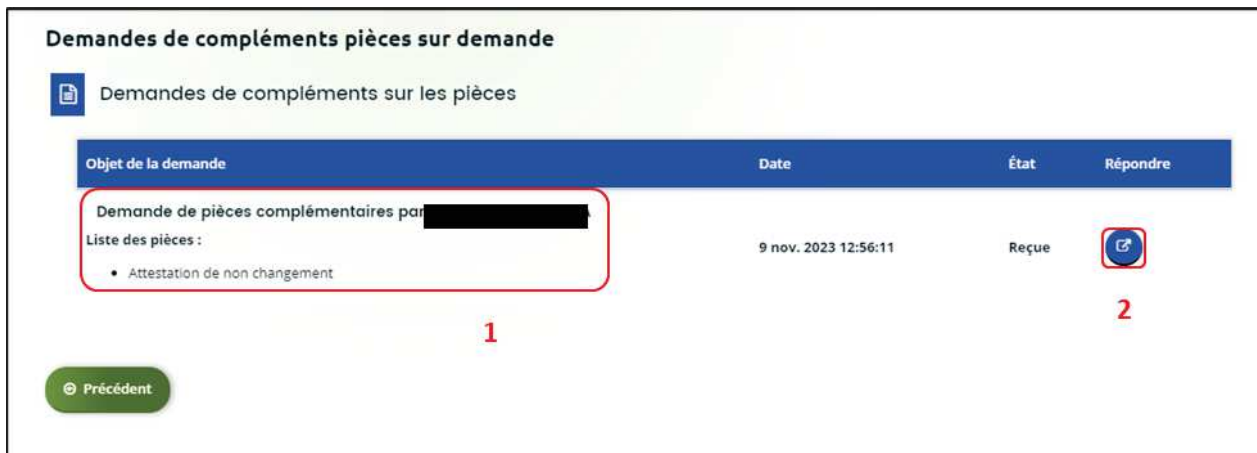 Demandes de compléments pièces sur demande
Demandes de compléments sur les pièces
Objet de la demande Date État Répondre
Demande de pièces complémentaires par
Liste des pièces :
• Attestation de non changement
9 nov. 2023 12:56:11 Reçue
1
2
Précédent